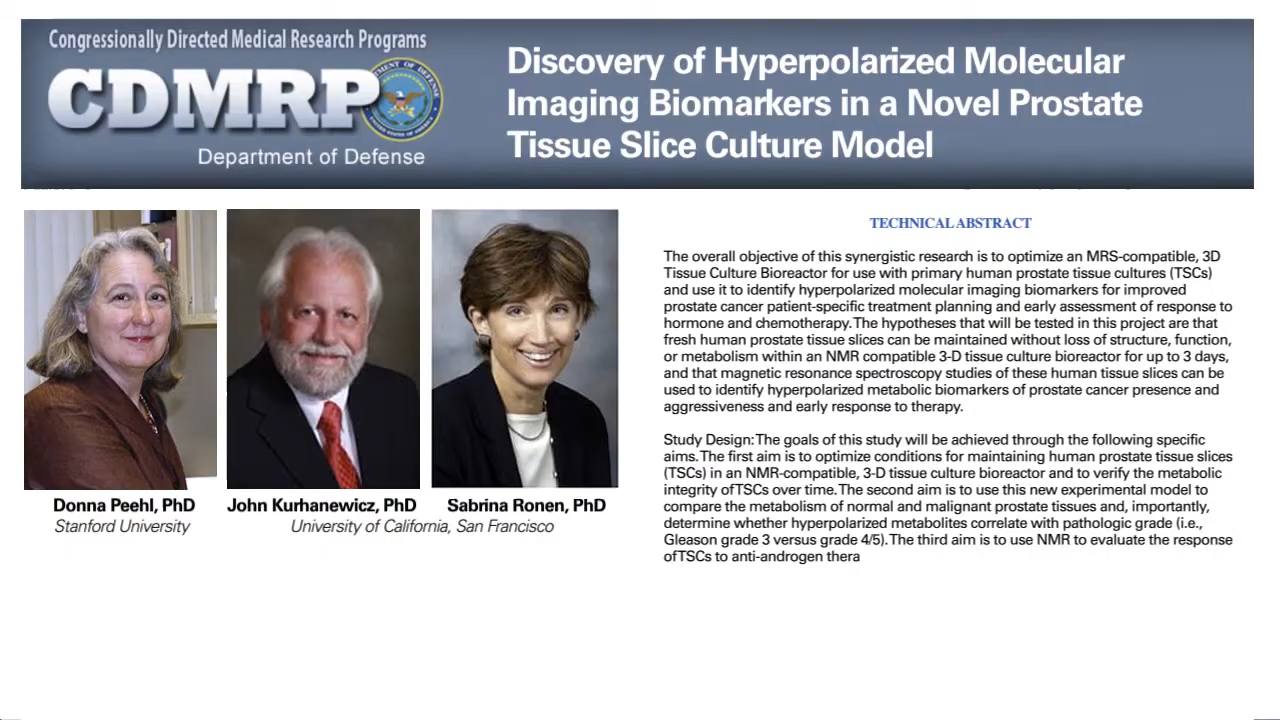 Congressionally Directed Medical Research Programs
CDMRP
Department of Defense
Discovery of Hyperpolarized Molecular
Imaging Biomarkers in a Novel Prostate
Tissue Slice Culture Model
Donna Peehl, PhD
Stanford University
John Kurhanewicz, PhD
Sabrina Ronen, PhD
University of California, San Francisco
TECHNICAL ABSTRACT
The overall objective of this synergistic research is to optimize an MRS-compatible, 3D
Tissue Culture Bioreactor for use with primary human prostate tissue cultures (TSCs)
and use it to identify hyperpolarized molecular imaging biomarkers for improved
prostate cancer patient-specific treatment planning and early assessment of response to
hormone and chemotherapy. The hypotheses that will be tested in this project are that
fresh human prostate tissue slices can be maintained without loss of structure, function,
or metabolism within an NMR compatible 3-D tissue culture bioreactor for up to 3 days,
and that magnetic resonance spectroscopy studies of these human tissue slices can be
used to identify hyperpolarized metabolic biomarkers of prostate cancer presence and
aggressiveness and early response to therapy.
Study Design: The goals of this study will be achieved through the following specific
aims. The first aim is to optimize conditions for maintaining human prostate tissue slices
(TSCs) in an NMR-compatible, 3-D tissue culture bioreactor and to verify the metabolic
integrity of TSCs over time. The second aim is to use this new experimental model to
compare the metabolism of normal and malignant prostate tissues and, importantly,
determine whether hyperpolarized metabolites correlate with pathologic grade (i.e.,
Gleason grade 3 versus grade 4/5). The third aim is to use NMR to evaluate the response
of TSCs to anti-androgen thera